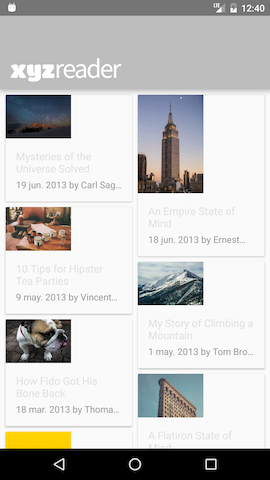 LTE 12:40
xyzreader
Mysteries of the
Universe Solved
19 jun. 2013 by Carl Sag...
An Empire State of
Mind
18 jun. 2013 by Ernest...
10 Tips for Hipster
Tea Parties
9 may. 2013 by Vincent...
My Story of Climbing a
Mountain
1 may. 2013 by Tom Bro...
How Fido Got His
Bone Back
18 mar. 2013 by Thoma...
A Flatiron State of
Mind